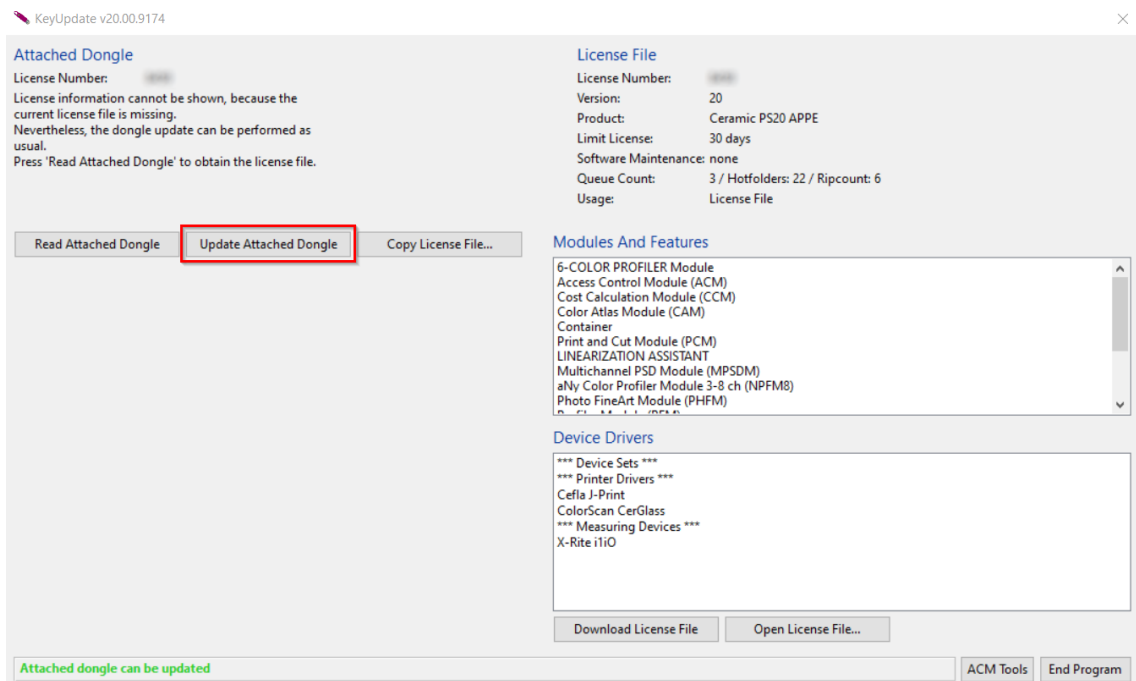 KeyUpdate v20.00.9174
Attached Dongle
License Number:
License information cannot be shown, because the
current license file is missing.
Nevertheless, the dongle update can be performed as
usual.
Press 'Read Attached Dongle' to obtain the license file.
Read Attached Dongle
Update Attached Dongle
Copy License File...
License File
License Number:
Version: 20
Product: Ceramic PS20 APPE
Limit License: 30 days
Software Maintenance: none
Queue Count: 3 / Hotfolders: 22 / Ripcount: 6
Usage: License File
Modules And Features
6-COLOR PROFILER Module
Access Control Module (ACM)
Cost Calculation Module (CCM)
Color Atlas Module (CAM)
Container
Print and Cut Module (PCM)
LINEARIZATION ASSISTANT
Multichannel PSD Module (MPSDM)
aNy Color Profiler Module 3-8 ch (NPFM8)
Photo FineArt Module (PHFM)
Device Drivers
*** Device Sets ***
*** Printer Drivers ***
Cefla J-Print
ColorScan CerGlass
*** Measuring Devices ***
X-Rite i1iO
Download License File
Open License File...
Attached dongle can be updated
ACM Tools
End Program